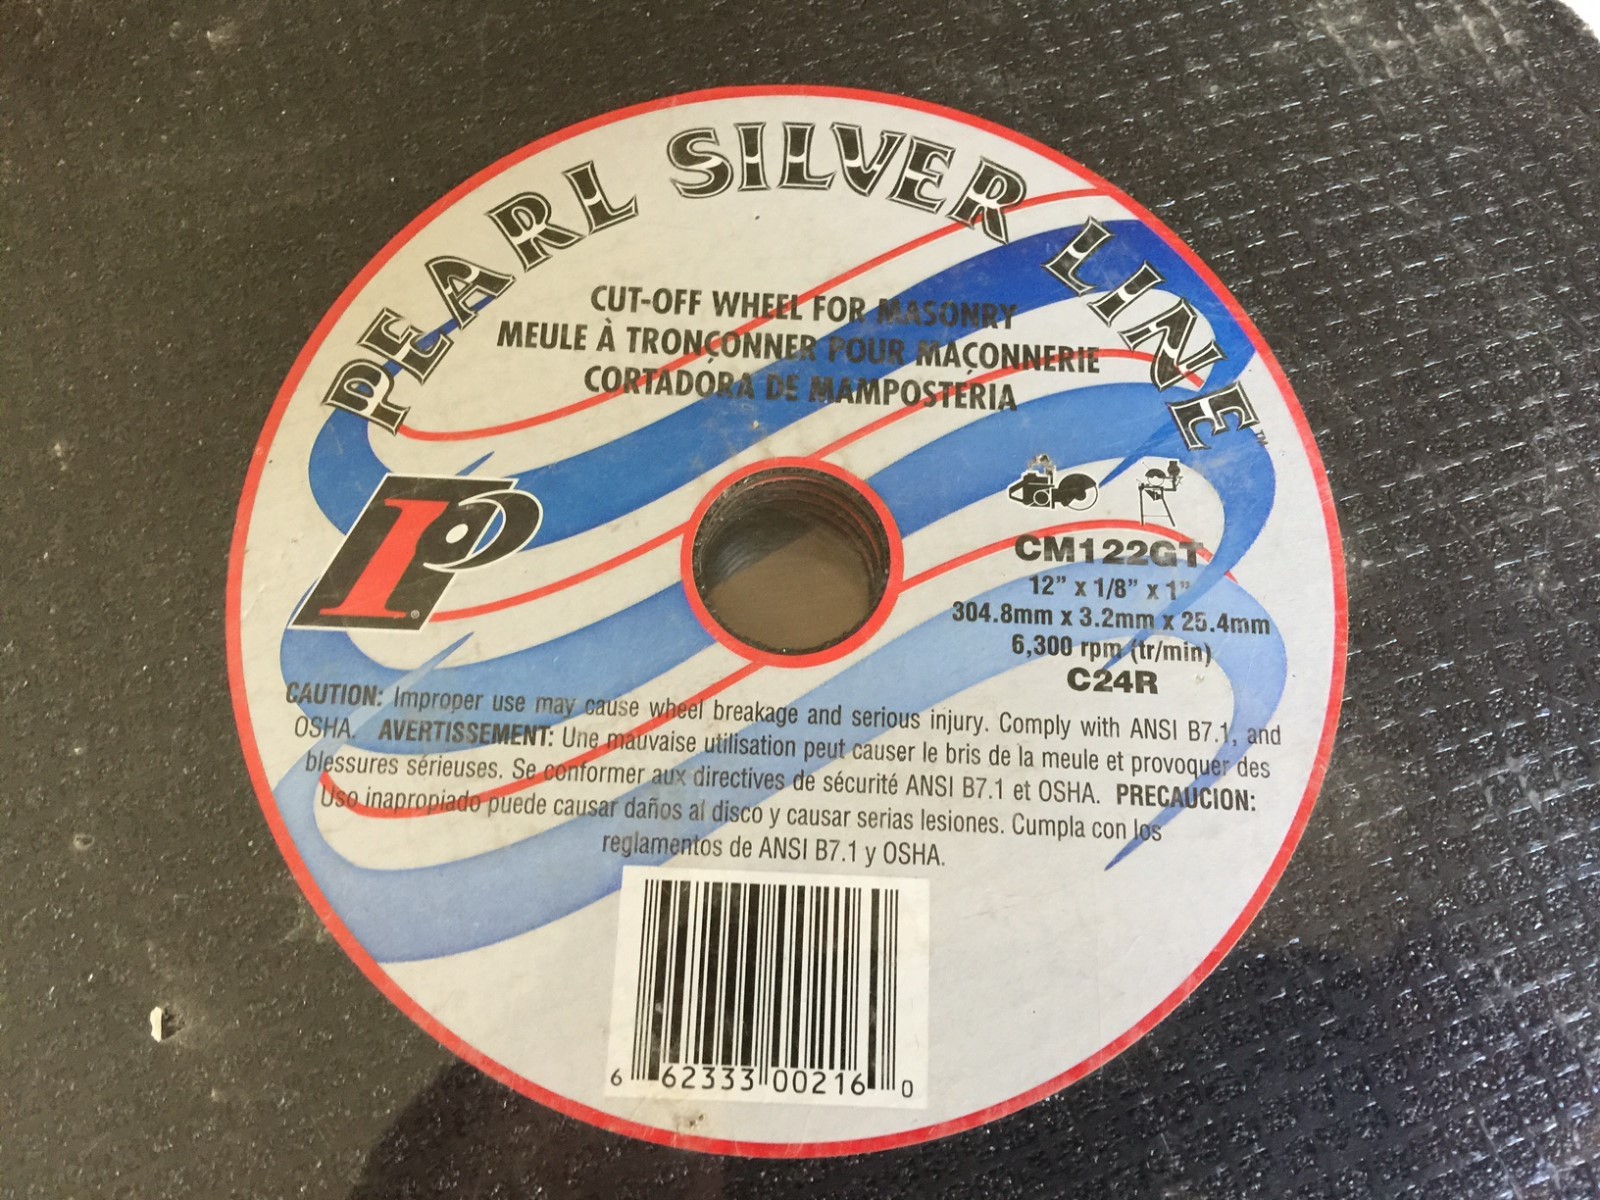 PEARL SILVER LINE™
CUT-OFF WHEEL FOR MASONRY
MEULE À TRONÇONNER POUR MAÇONNERIE
CORTADORA DE MAMPOSTERIA
P ®
CM122GT
12" x 1/8" x 1"
304.8mm x 3.2mm x 25.4mm
6,300 rpm (tr/min)
C24R
CAUTION: Improper use may cause wheel breakage and serious injury. Comply with ANSI B7.1, and
OSHA. AVERTISSEMENT: Une mauvaise utilisation peut causer le bris de la meule et provoquer des
blessures sérieuses. Se conformer aux directives de sécurité ANSI B7.1 et OSHA. PRECAUCION:
Uso inapropiado puede causar daños al disco y causar serias lesiones. Cumpla con los
reglamentos de ANSI B7.1 y OSHA.
6 62333 00216 0